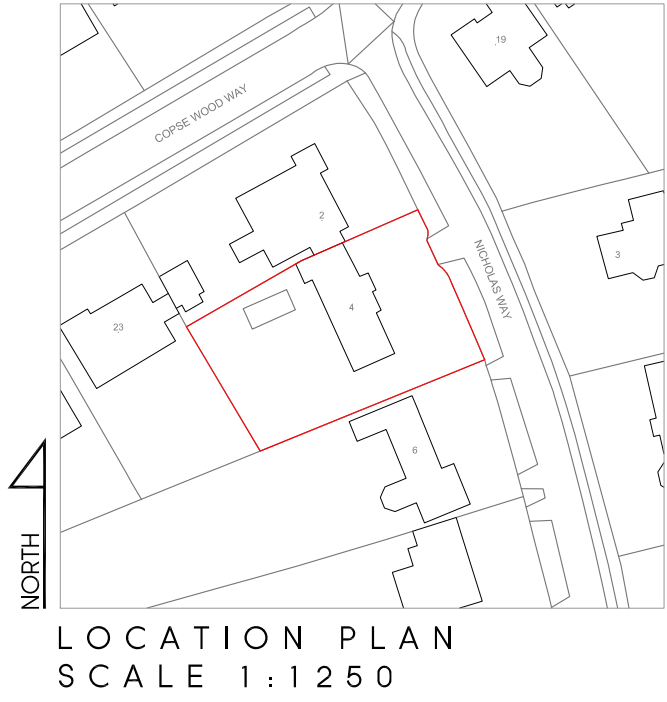 19
COPSE WOOD WAY
2
NICHOLAS WAY
3
4
23
6
NORTH
LOCATION PLAN
SCALE 1:1250